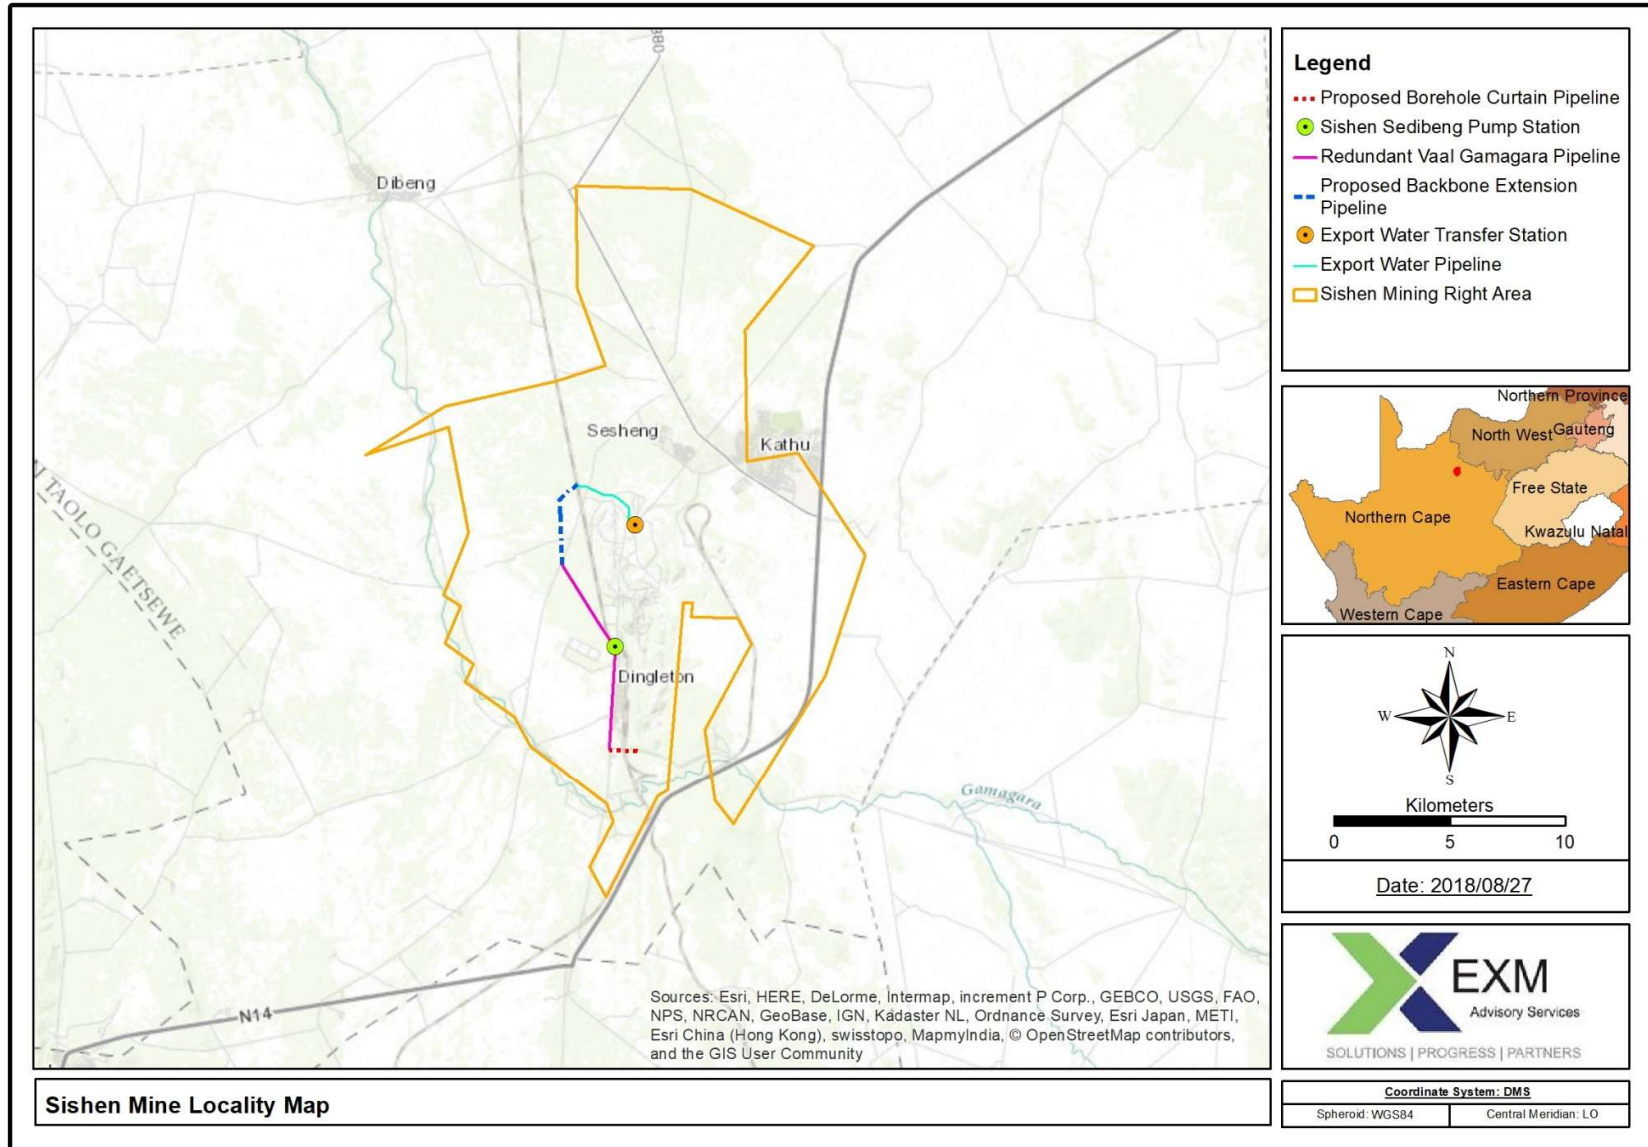 380
Dibeng
Sesheng
Kathu
TAOLO GAETSEWE
Dingleton
Gamagara
N14
Sources: Esri, HERE, DeLorme, Intermap, increment P Corp., GEBCO, USGS, FAO,
NPS, NRCAN, GeoBase, IGN, Kadaster NL, Ordnance Survey, Esri Japan, METI,
Esri China (Hong Kong), swisstopo, MapmyIndia, © OpenStreetMap contributors,
and the GIS User Community
Sishen Mine Locality Map
Legend
Proposed Borehole Curtain Pipeline
Sishen Sedibeng Pump Station
Redundant Vaal Gamagara Pipeline
Proposed Backbone Extension
Pipeline
Export Water Transfer Station
Export Water Pipeline
Sishen Mining Right Area
Northern Province
North West
Gauteng
Free State
Northern Cape
Kwazulu Natal
Eastern Cape
Western Cape
N
W
E
S
Kilometers
0 5 10
Date: 2018/08/27
EXM
Advisory Services
SOLUTIONS | PROGRESS | PARTNERS
Coordinate System: DMS
Spheroid: WGS84
Central Meridian: LO